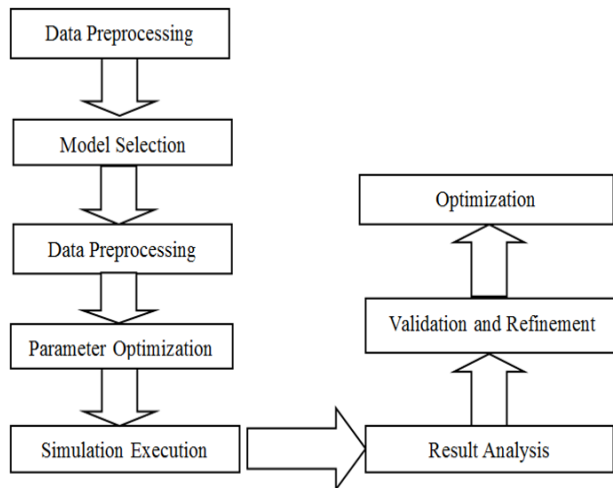 Data Preprocessing
Model Selection
Data Preprocessing
Parameter Optimization
Simulation Execution
Result Analysis
Validation and Refinement
Optimization